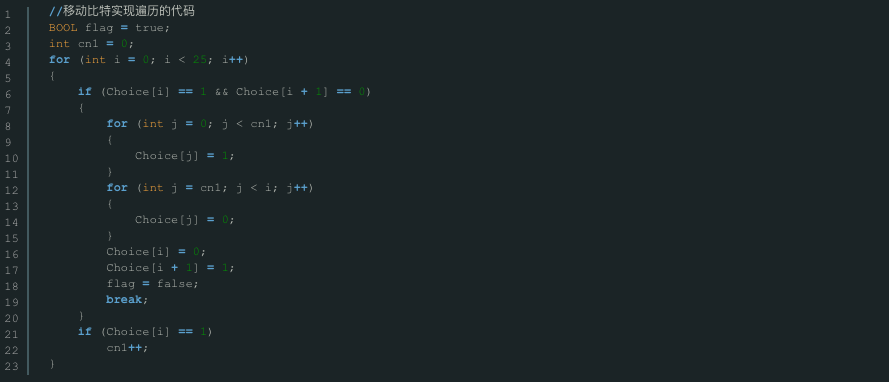 1 //移动比特实现遍历的代码
2 BOOL flag = true;
3 int cn1 = 0;
4 for (int i = 0; i < 25; i++)
5 {
6 if (Choice[i] == 1 && Choice[i + 1] == 0)
7 {
8 for (int j = 0; j < cn1; j++)
9 {
10 Choice[j] = 1;
11 }
12 for (int j = cn1; j < i; j++)
13 {
14 Choice[j] = 0;
15 }
16 Choice[i] = 0;
17 Choice[i + 1] = 1;
18 flag = false;
19 break;
20 }
21 if (Choice[i] == 1)
22 cn1++;
23 }